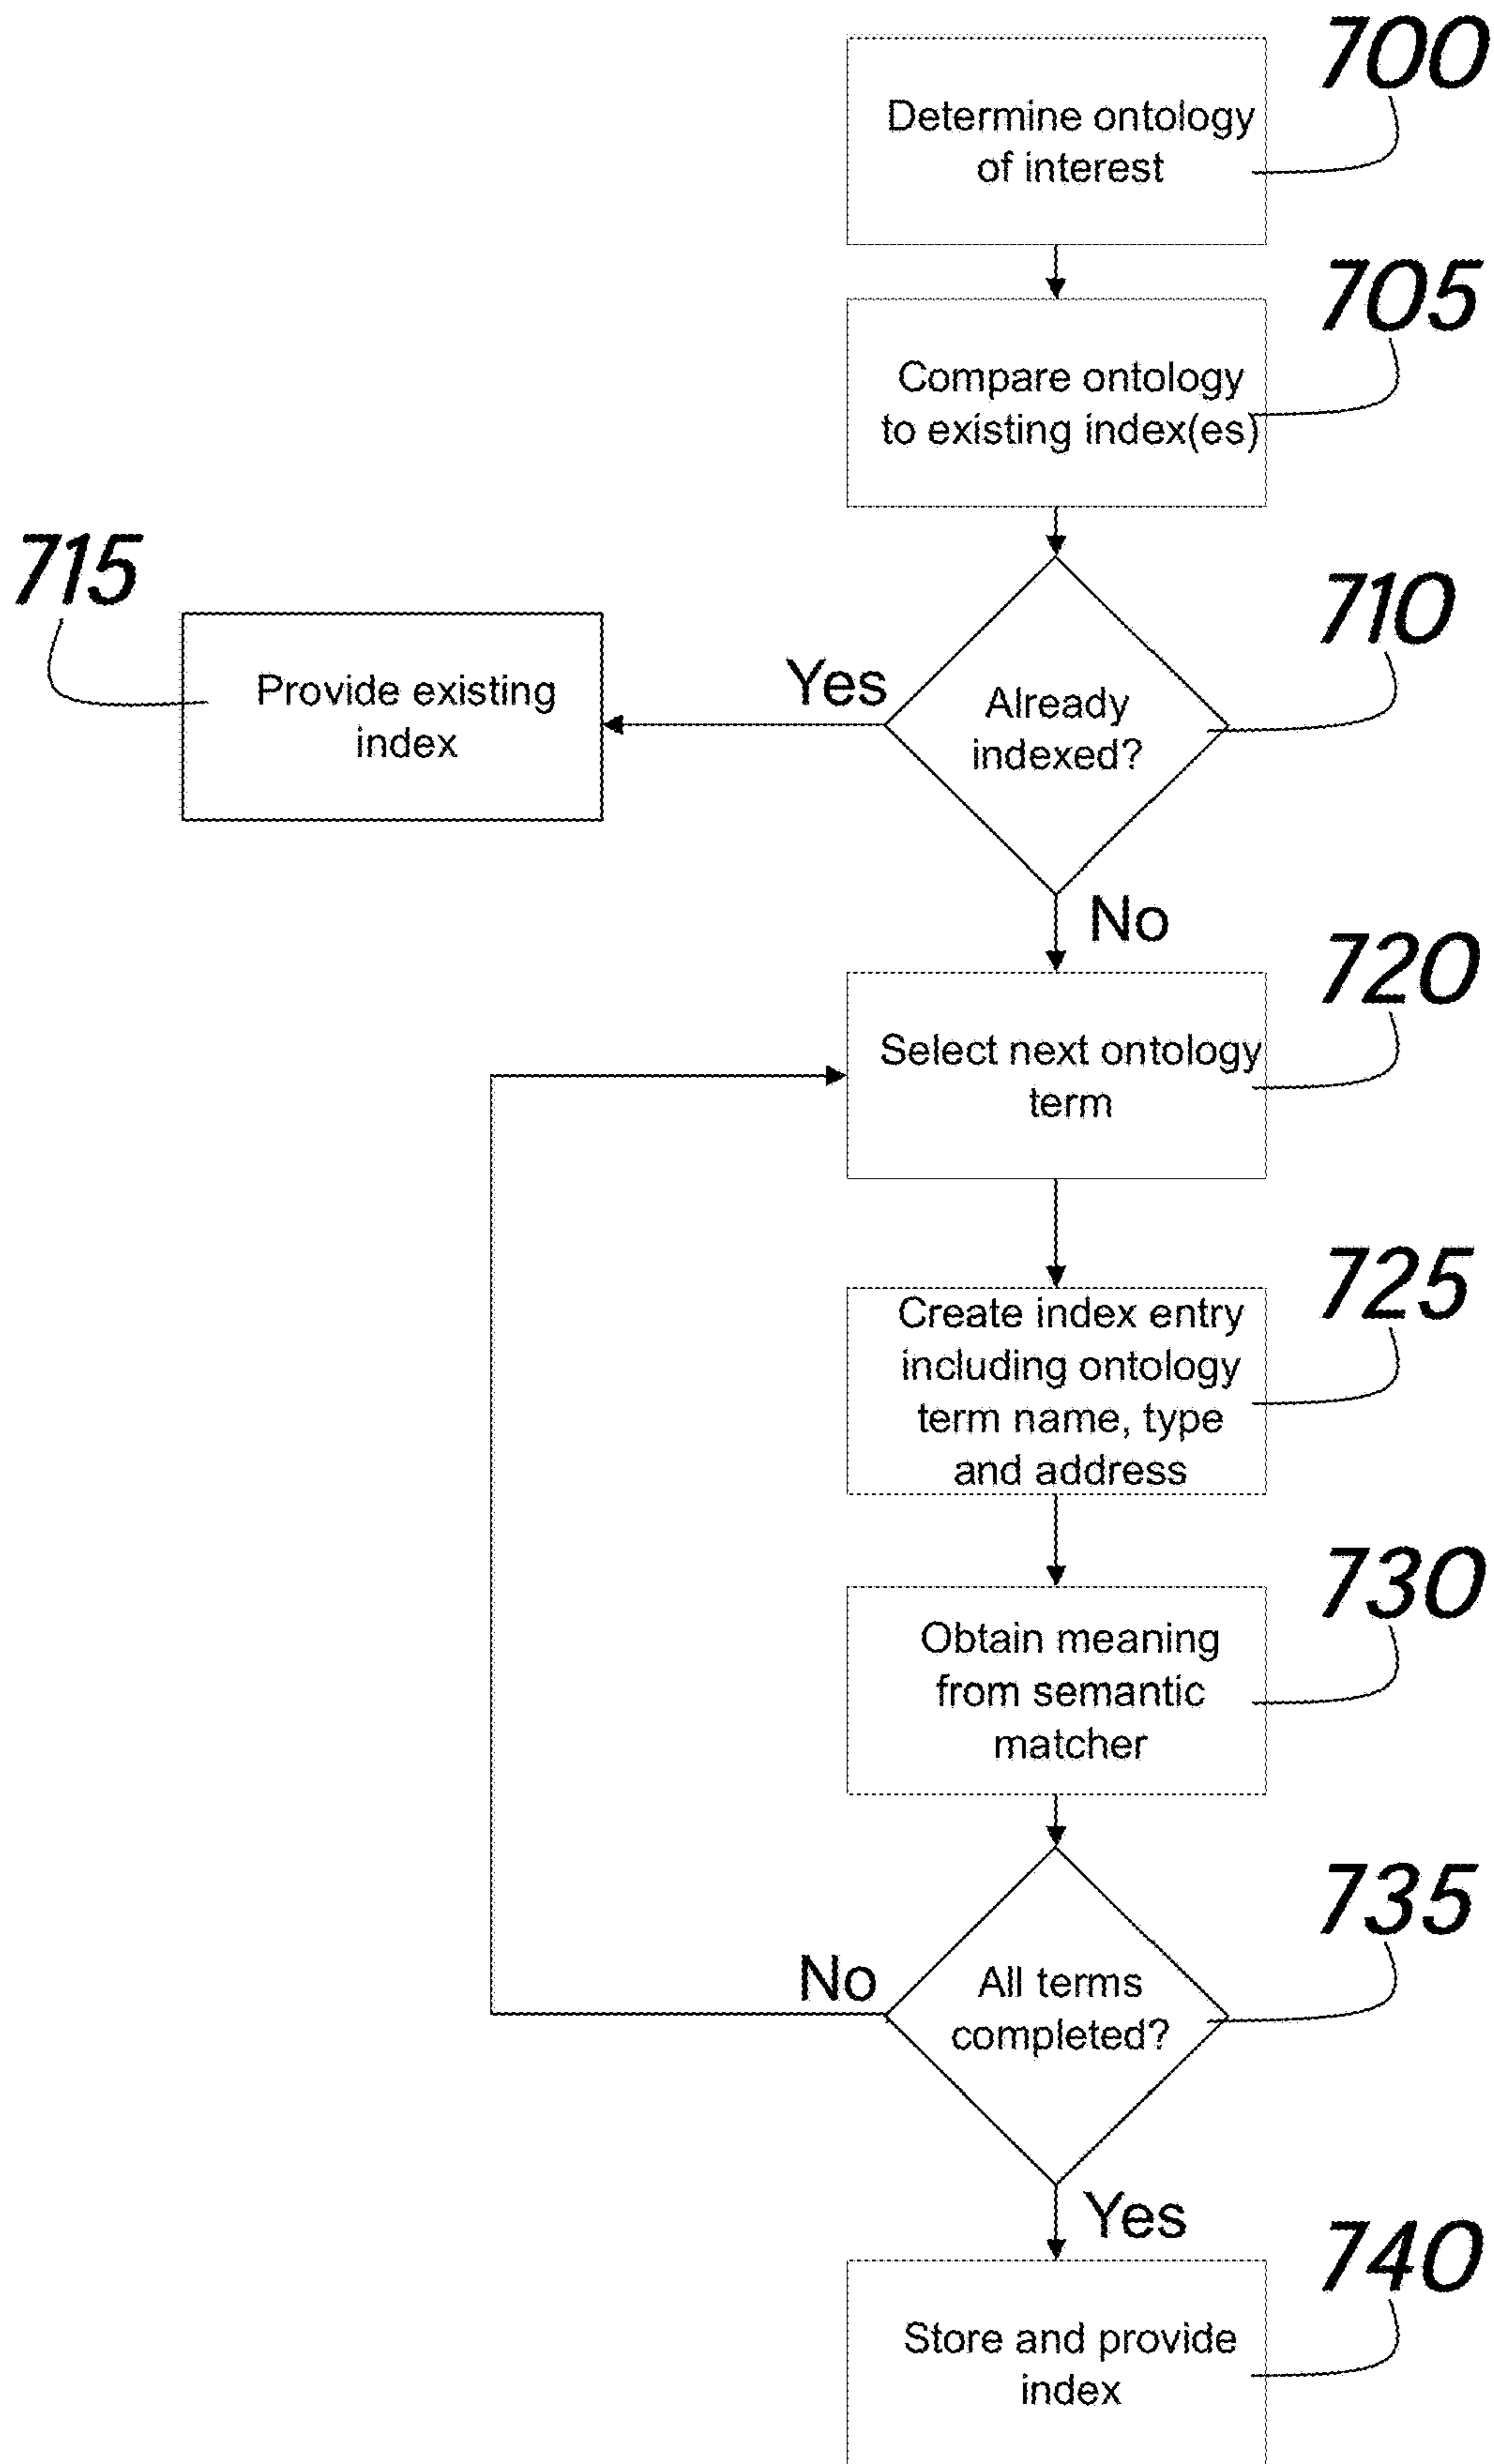 700
Determine ontology
of interest
705
Compare ontology
to existing index(es)
710
Already
indexed?
Yes
715
Provide existing
index
No
720
Select next ontology
term
725
Create index entry
including ontology
term name, type
and address
730
Obtain meaning
from semantic
matcher
735
All terms
completed?
No
Yes
740
Store and provide
index